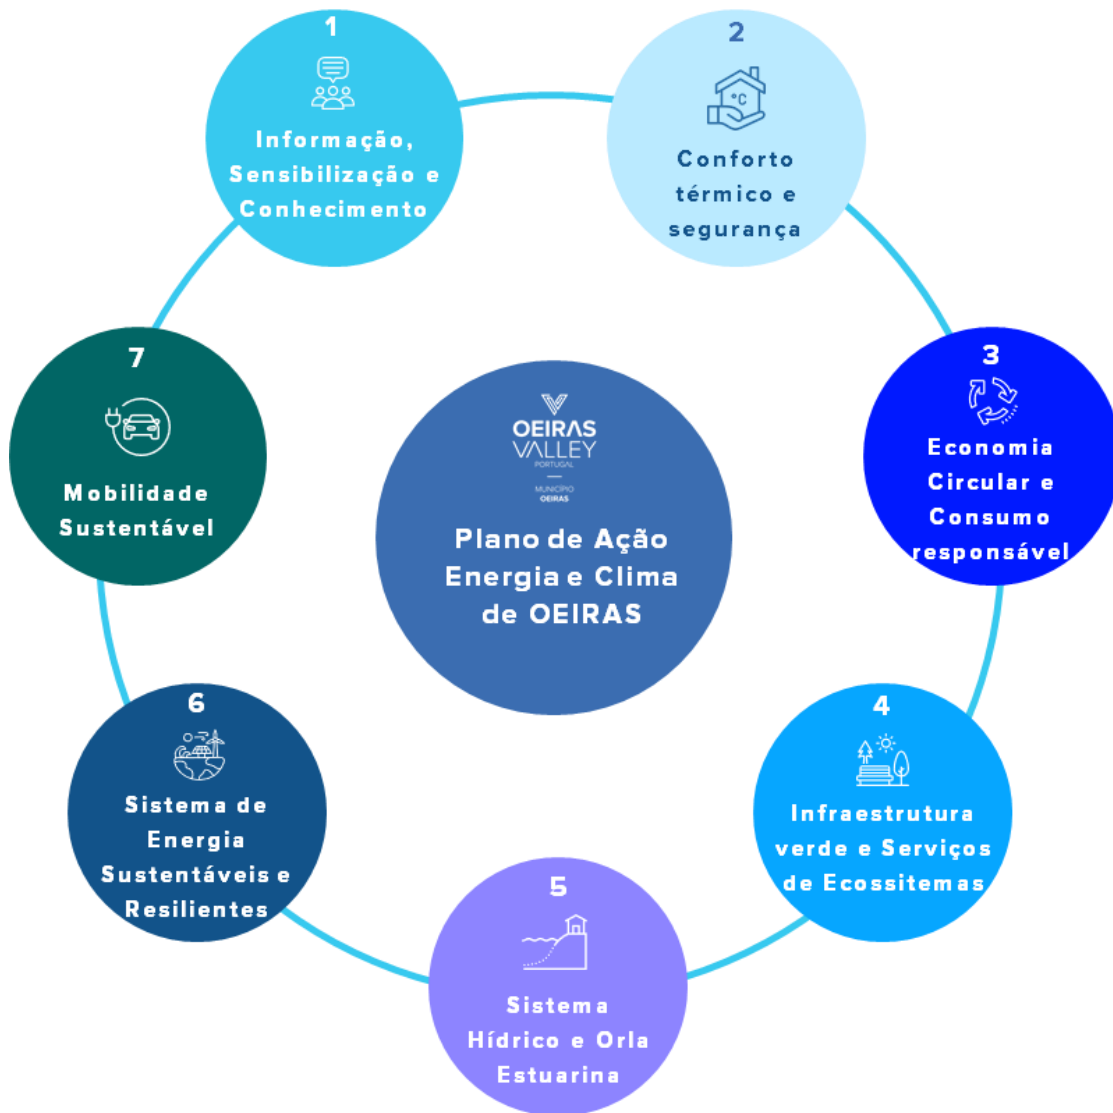 1
Informação,
Sensibilização e
Conhecimento
2
°C
Conforto
térmico e
segurança
3
Economia
Circular e
Consumo
responsável
4
Infraestrutura
verde e Serviços
de Ecossitemas
5
Sistema
Hídrico e Orla
Estuarina
6
Sistema de
Energia
Sustentáveis e
Resilientes
7
Mobilidade
Sustentável
OEIRAS
VALLEY
PORTUGAL
MUNICÍPIO
OEIRAS
Plano de Ação
Energia e Clima
de OEIRAS